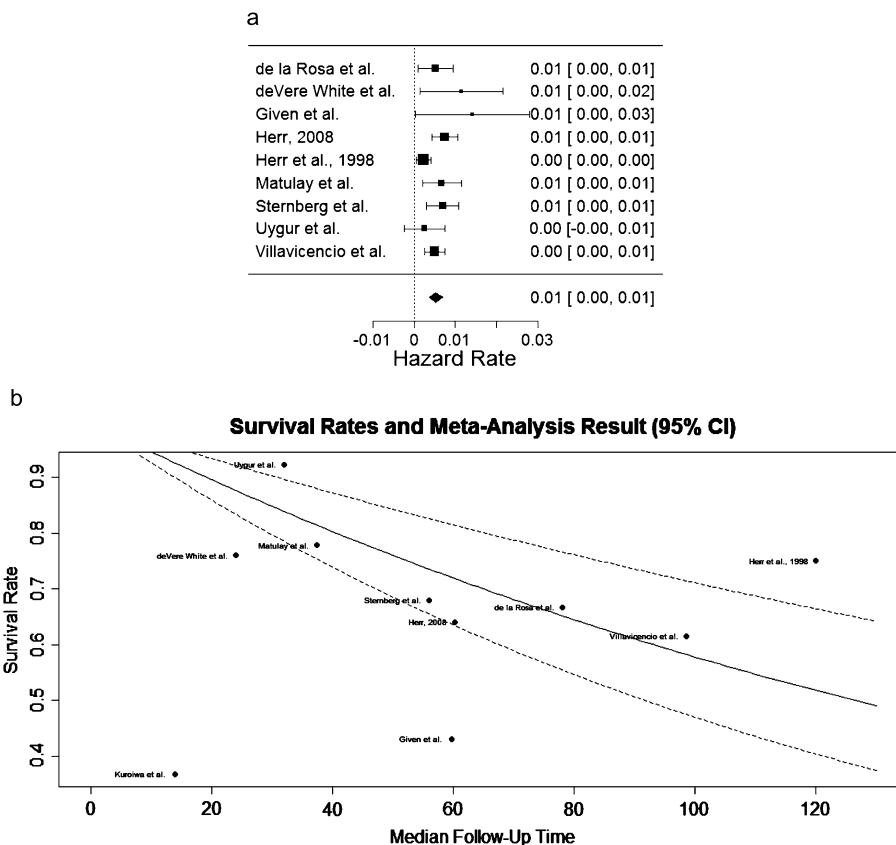 a
de la Rosa et al. 0.01 [ 0.00, 0.01]
deVere White et al. 0.01 [ 0.00, 0.02]
Given et al. 0.01 [ 0.00, 0.03]
Herr, 2008 0.01 [ 0.00, 0.01]
Herr et al., 1998 0.00 [ 0.00, 0.00]
Matulay et al. 0.01 [ 0.00, 0.01]
Sternberg et al. 0.01 [ 0.00, 0.01]
Uygur et al. 0.00 [-0.00, 0.01]
Villavicencio et al. 0.00 [ 0.00, 0.01]
0.01 [ 0.00, 0.01]
-0.01 0 0.01 0.03
Hazard Rate
b
Survival Rates and Meta-Analysis Result (95% CI)
Survival Rate
0.9
0.8
0.7
0.6
0.5
0.4
Uygur et al.
Matulay et al.
deVere White et al.
Herr et al., 1998
Sternberg et al.
de la Rosa et al.
Herr, 2008
Villavicencio et al.
Given et al.
Kuroiwa et al.
0 20 40 60 80 100 120
Median Follow-Up Time